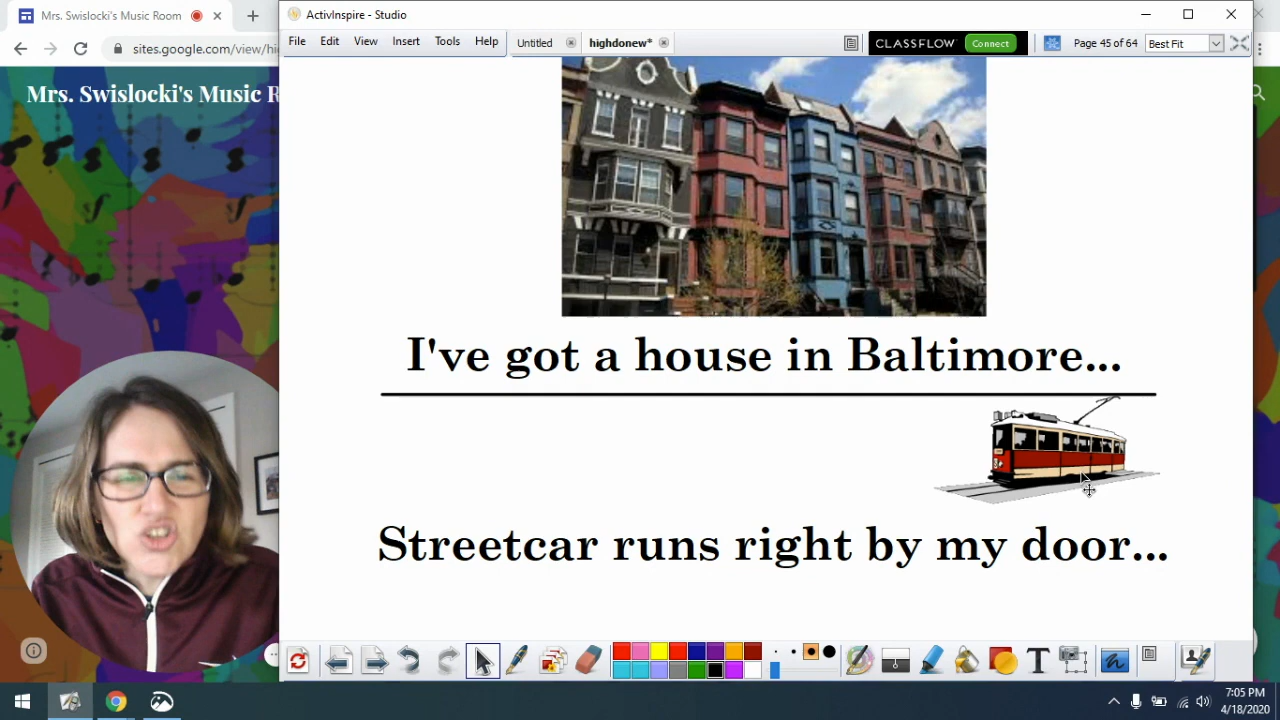 Mrs. Swislocki's Music Room
ActivInspire - Studio
sites.google.com/view/hi
File Edit View Insert Tools Help
Untitled
highdonew*
CLASSFLOW
Connect
Page 45 of 64
Best Fit
Mrs. Swislocki's Music R
I've got a house in Baltimore...
Streetcar runs right by my door...
7:05 PM
4/18/2020